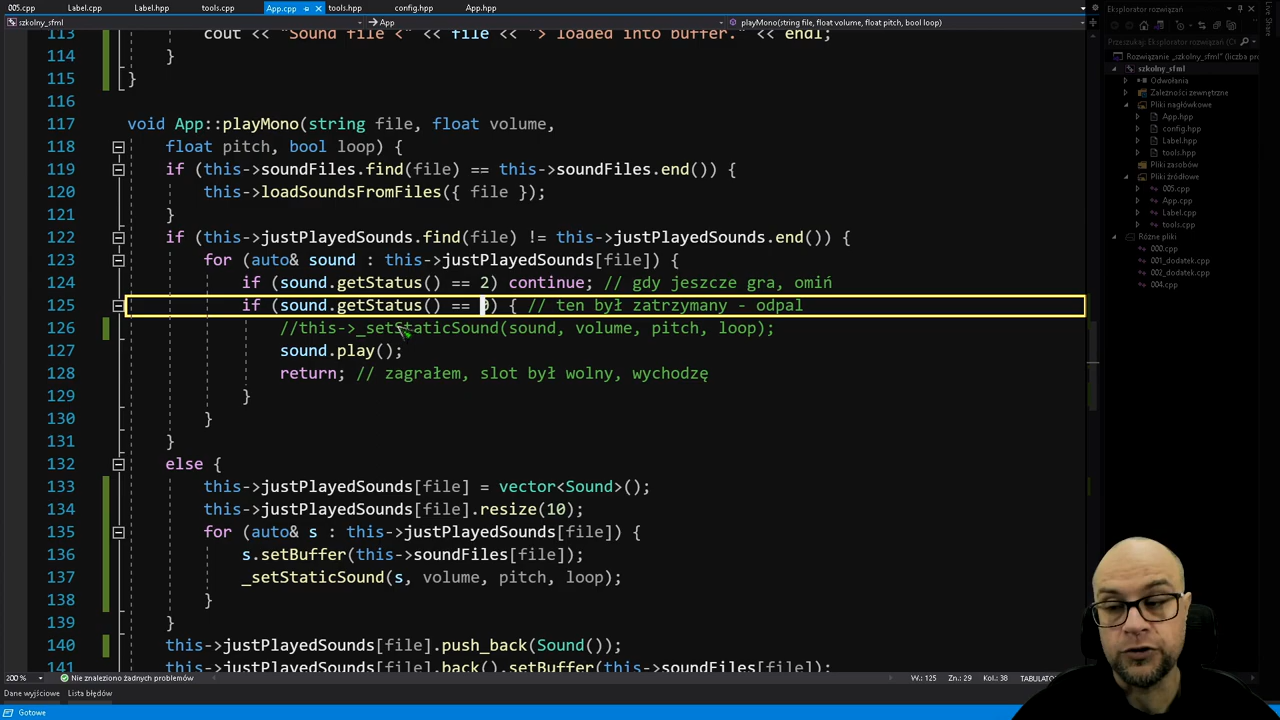 005.cpp Label.cpp Label.hpp tools.cpp App.cpp tools.hpp config.hpp App.hpp
szkolny_sfml App playMono(string file, float volume, float pitch, bool loop)
113 cout << "Sound file <" << file << "> loaded into buffer." << endl;
114 }
115 }
116
117 void App::playMono(string file, float volume,
118 float pitch, bool loop) {
119 if (this->soundFiles.find(file) == this->soundFiles.end()) {
120 this->loadSoundsFromFiles({ file });
121 }
122 if (this->justPlayedSounds.find(file) != this->justPlayedSounds.end()) {
123 for (auto& sound : this->justPlayedSounds[file]) {
124 if (sound.getStatus() == 2) continue; // gdy jeszcze gra, omiń
125 if (sound.getStatus() == 0) { // ten był zatrzymany - odpal
126 //this->_setStaticSound(sound, volume, pitch, loop);
127 sound.play();
128 return; // zagrałem, slot był wolny, wychodzę
129 }
130 }
131 }
132 else {
133 this->justPlayedSounds[file] = vector<Sound>();
134 this->justPlayedSounds[file].resize(10);
135 for (auto& s : this->justPlayedSounds[file]) {
136 s.setBuffer(this->soundFiles[file]);
137 _setStaticSound(s, volume, pitch, loop);
138 }
139 }
140 this->justPlayedSounds[file].push_back(Sound());
141 this->justPlayedSounds[file].back().setBuffer(this->soundFiles[file]);
200 % Nie znaleziono żadnych problemów W.: 125 Zn.: 29 Kol.: 38 TABULATO
Dane wyjściowe Lista błędów
Gotowe
Eksplorator rozwiązań
Przeszukaj: Eksplorator rozwiązań (Ctrl
Rozwiązanie „szkolny_sfml” (liczba pro
szkolny_sfml
Odwołania
Zależności zewnętrzne
Pliki nagłówkowe
App.hpp
config.hpp
Label.hpp
tools.hpp
Pliki zasobów
Pliki źródłowe
005.cpp
App.cpp
Label.cpp
tools.cpp
Różne pliki
000.cpp
001_dodatek.cpp
002_dodatek.cpp
004.cpp
Live Share